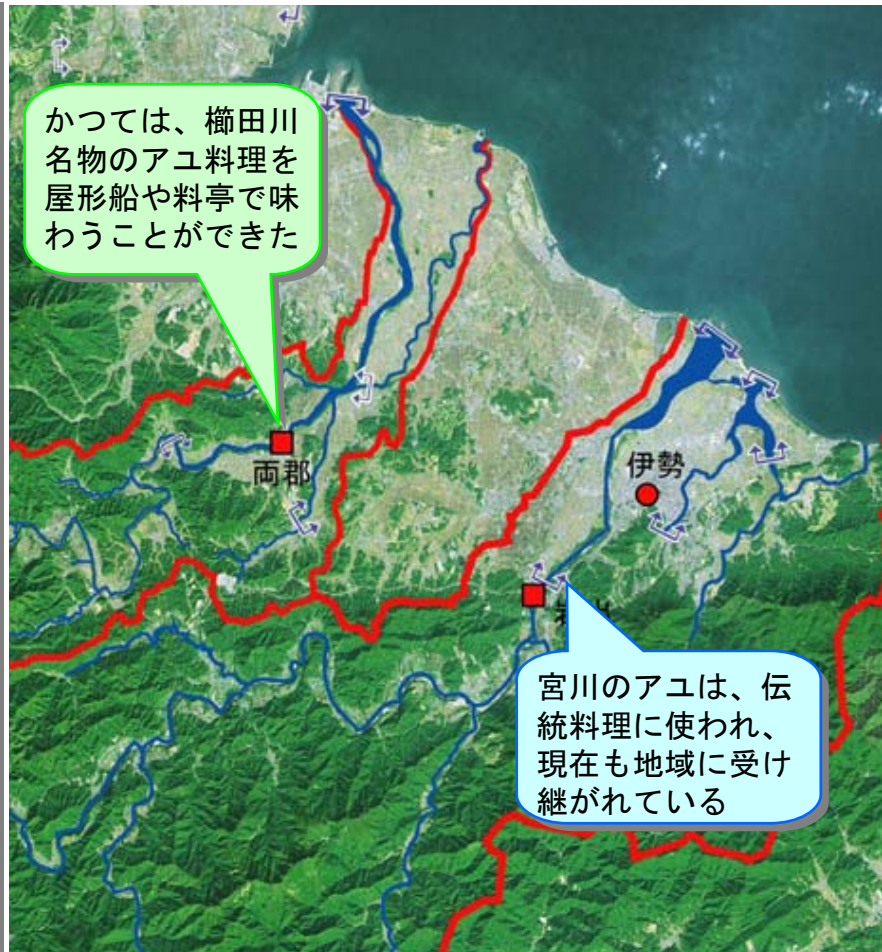 かつては、櫛田川
名物のアユ料理を
屋形船や料亭で味
わうことができた
両郡
伊勢
宮川のアユは、伝
統料理に使われ、
現在も地域に受け
継がれている